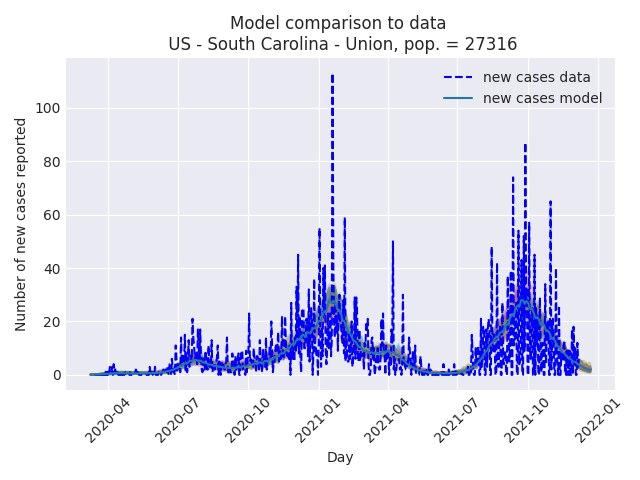 Model comparison to data
US - South Carolina - Union, pop. = 27316
new cases data
new cases model
Number of new cases reported
100
80
60
40
20
0
2020-04
2020-07
2020-10
2021-01
2021-04
2021-07
2021-10
2022-01
Day